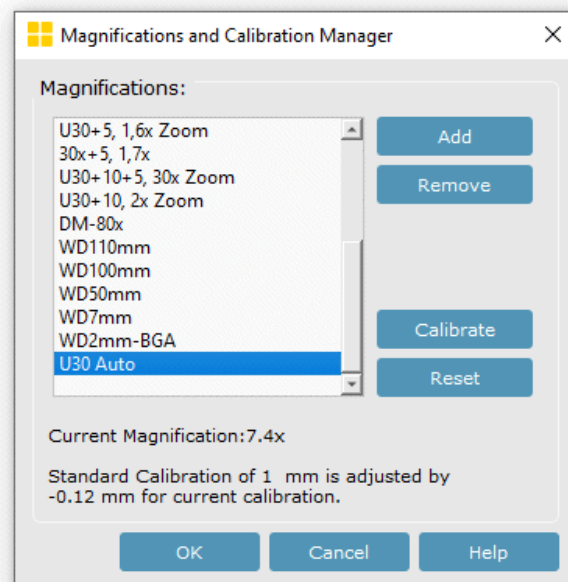 Magnifications and Calibration Manager
Magnifications:
U30+5, 1,6x Zoom
30x+5, 1,7x
U30+10+5, 30x Zoom
U30+10, 2x Zoom
DM-80x
WD110mm
WD100mm
WD50mm
WD7mm
WD2mm-BGA
U30 Auto
Add
Remove
Calibrate
Reset
Current Magnification:7.4x
Standard Calibration of 1  mm is adjusted by
-0.12 mm for current calibration.
OK
Cancel
Help